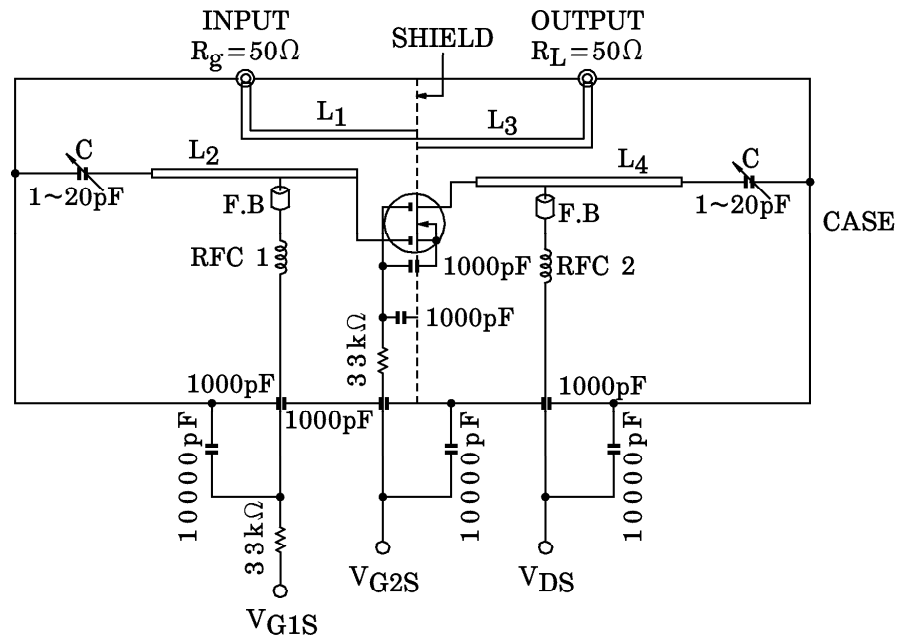 INPUT
Rg=50Ω
SHIELD
OUTPUT
RL=50Ω
L1
L3
C
L2
1~20pF
F.B
RFC 1
L4
C
1~20pF
F.B
RFC 2
CASE
1000pF
1000pF
33kΩ
1000pF
1000pF
1000pF
10000pF
33kΩ
10000pF
10000pF
VG1S
VG2S
VDS